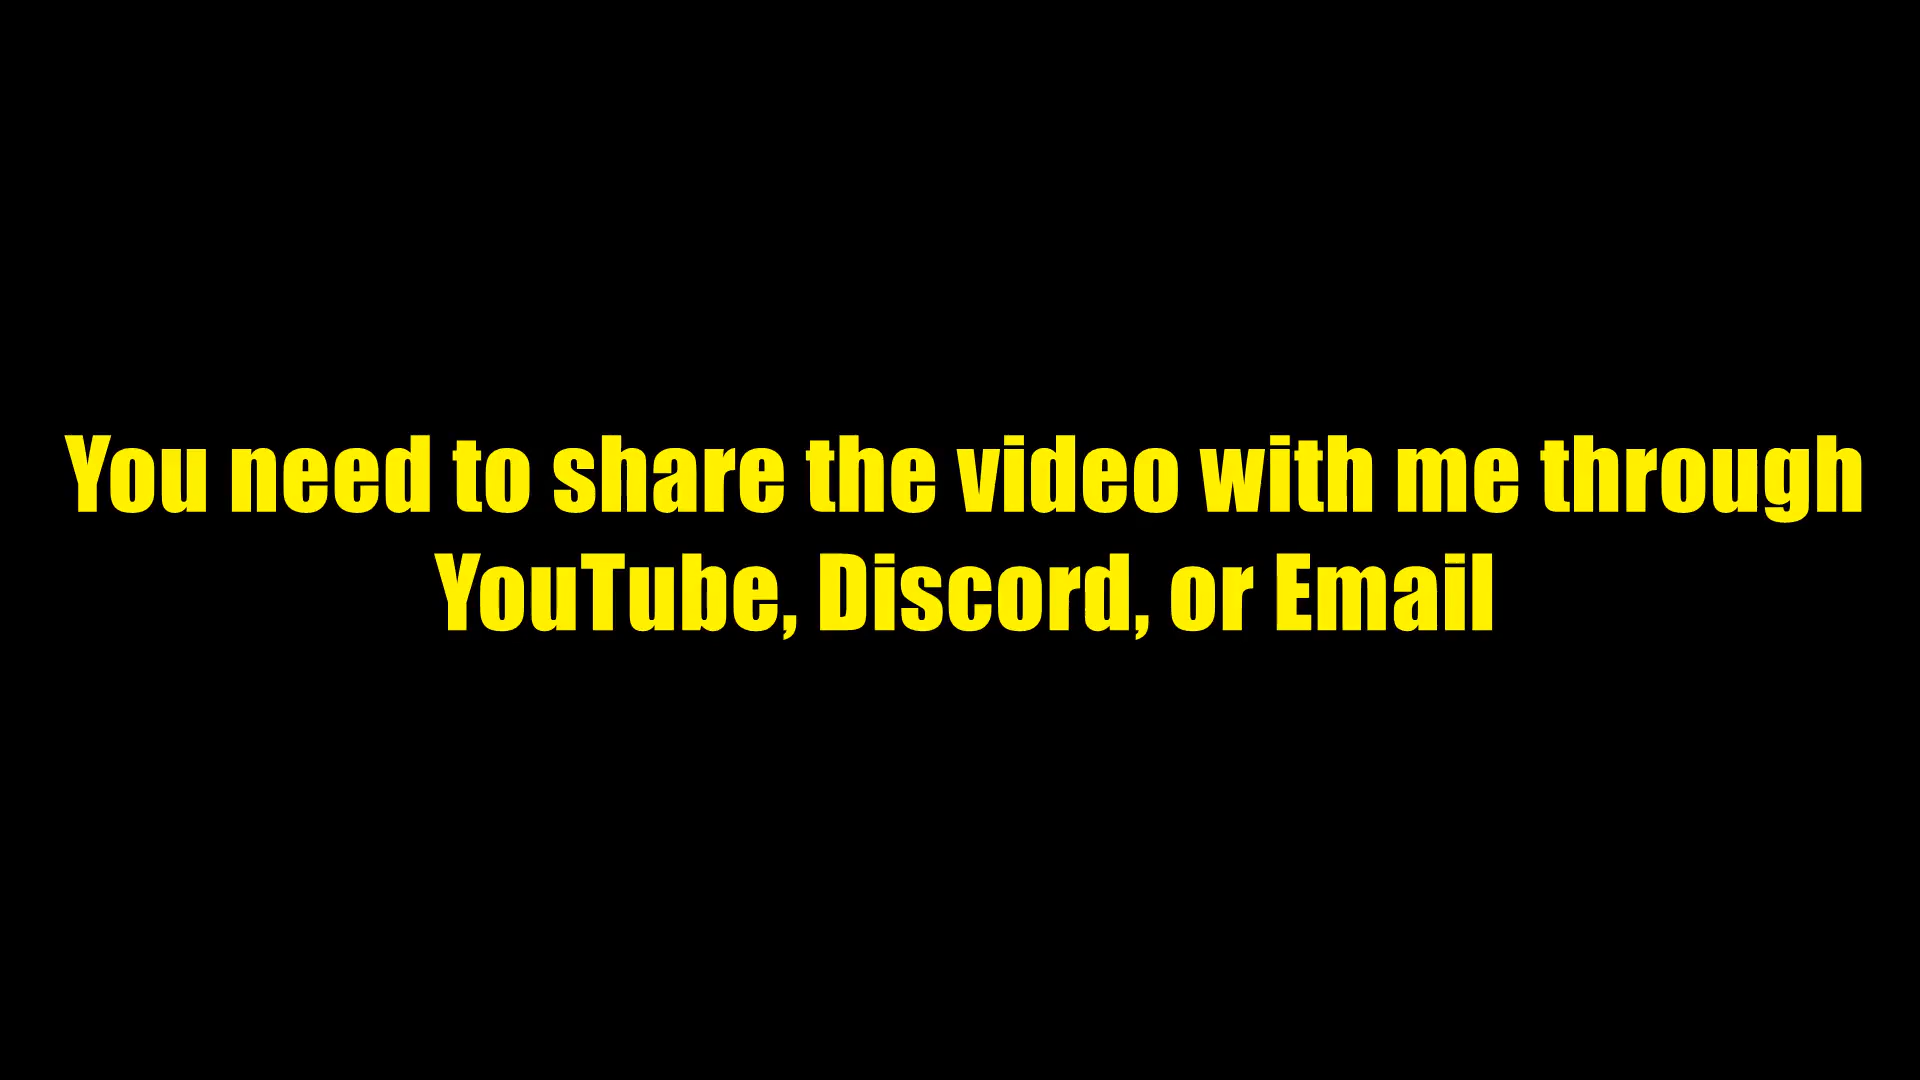 You need to share the video with me through
YouTube, Discord, or Email